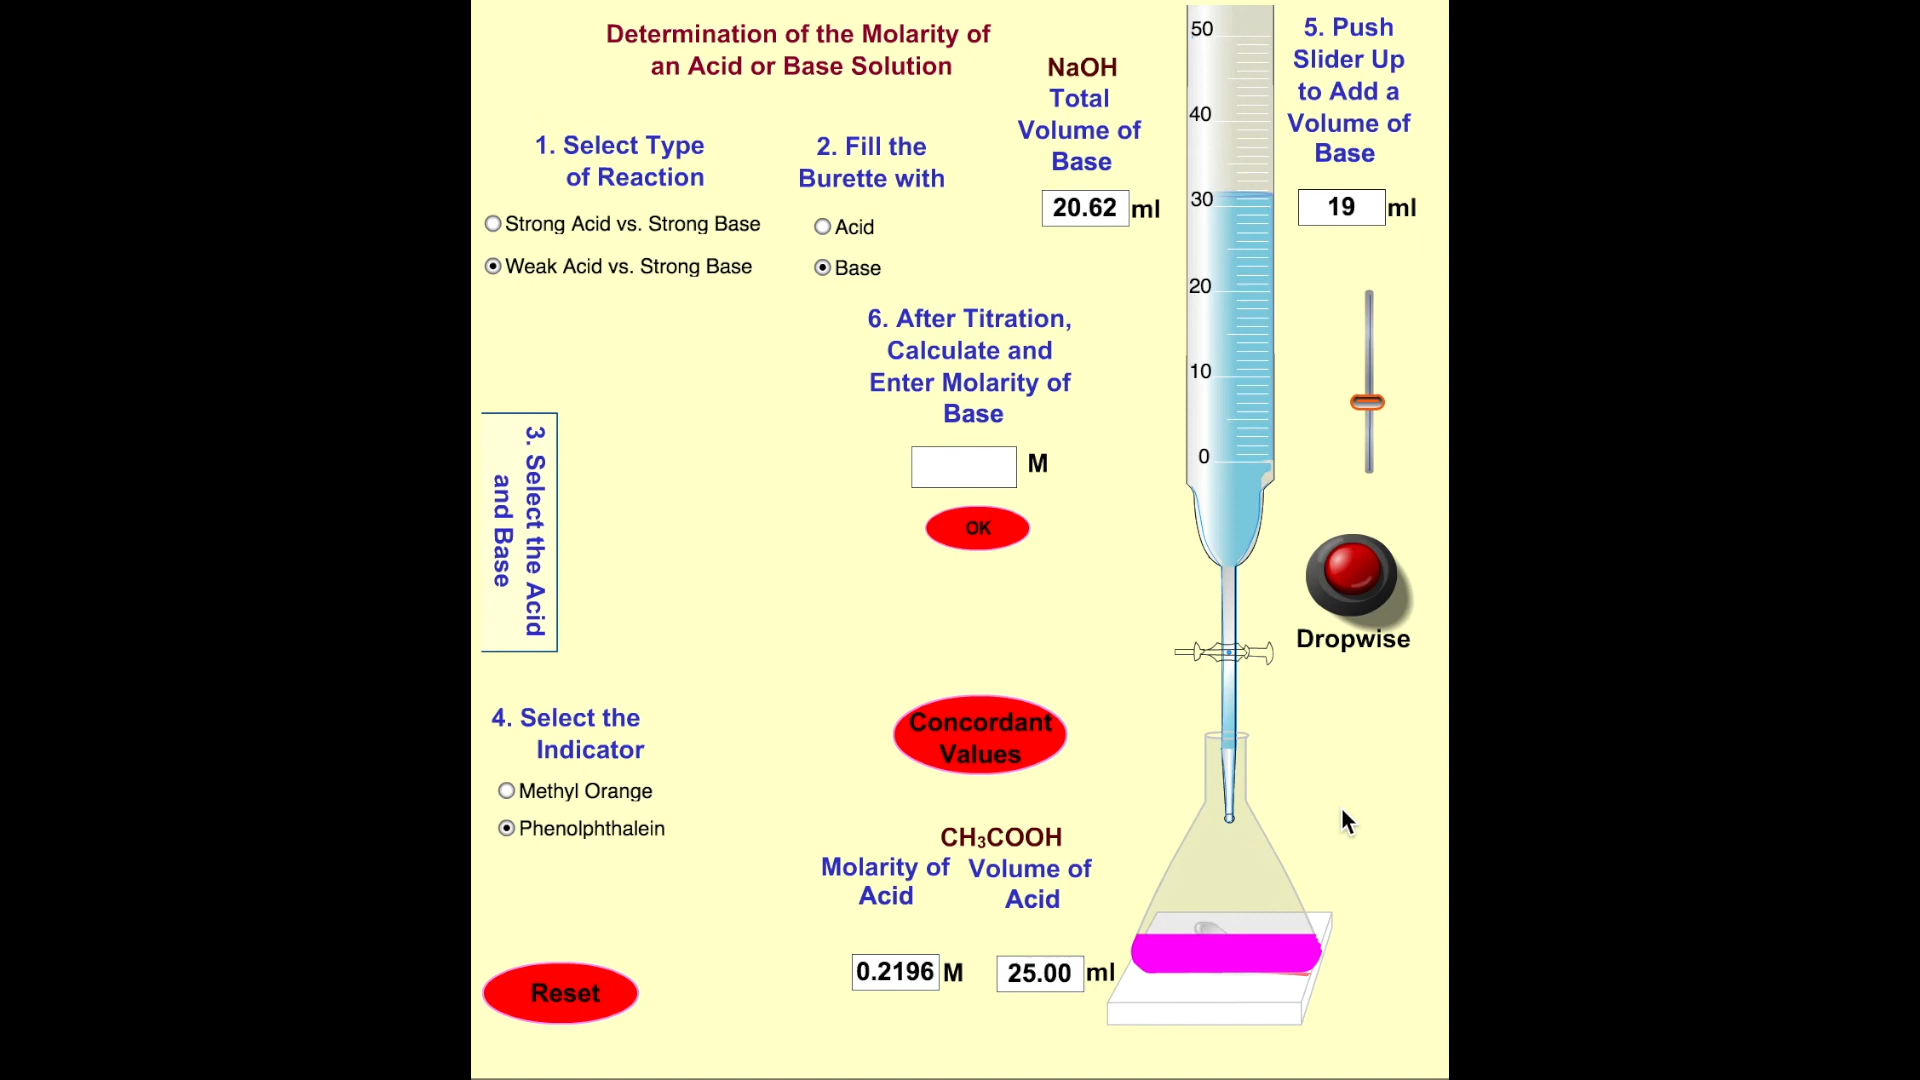 Determination of the Molarity of
an Acid or Base Solution
1. Select Type
of Reaction
Strong Acid vs. Strong Base
Weak Acid vs. Strong Base
2. Fill the
Burette with
Acid
Base
NaOH
Total
Volume of
Base
20.62 ml
50
40
30
20
10
0
5. Push
Slider Up
to Add a
Volume of
Base
19 ml
6. After Titration,
Calculate and
Enter Molarity of
Base
M
OK
3. Select the Acid
and Base
Dropwise
4. Select the
Indicator
Methyl Orange
Phenolphthalein
Concordant
Values
CH₃COOH
Molarity of
Acid
Volume of
Acid
0.2196 M
25.00 ml
Reset